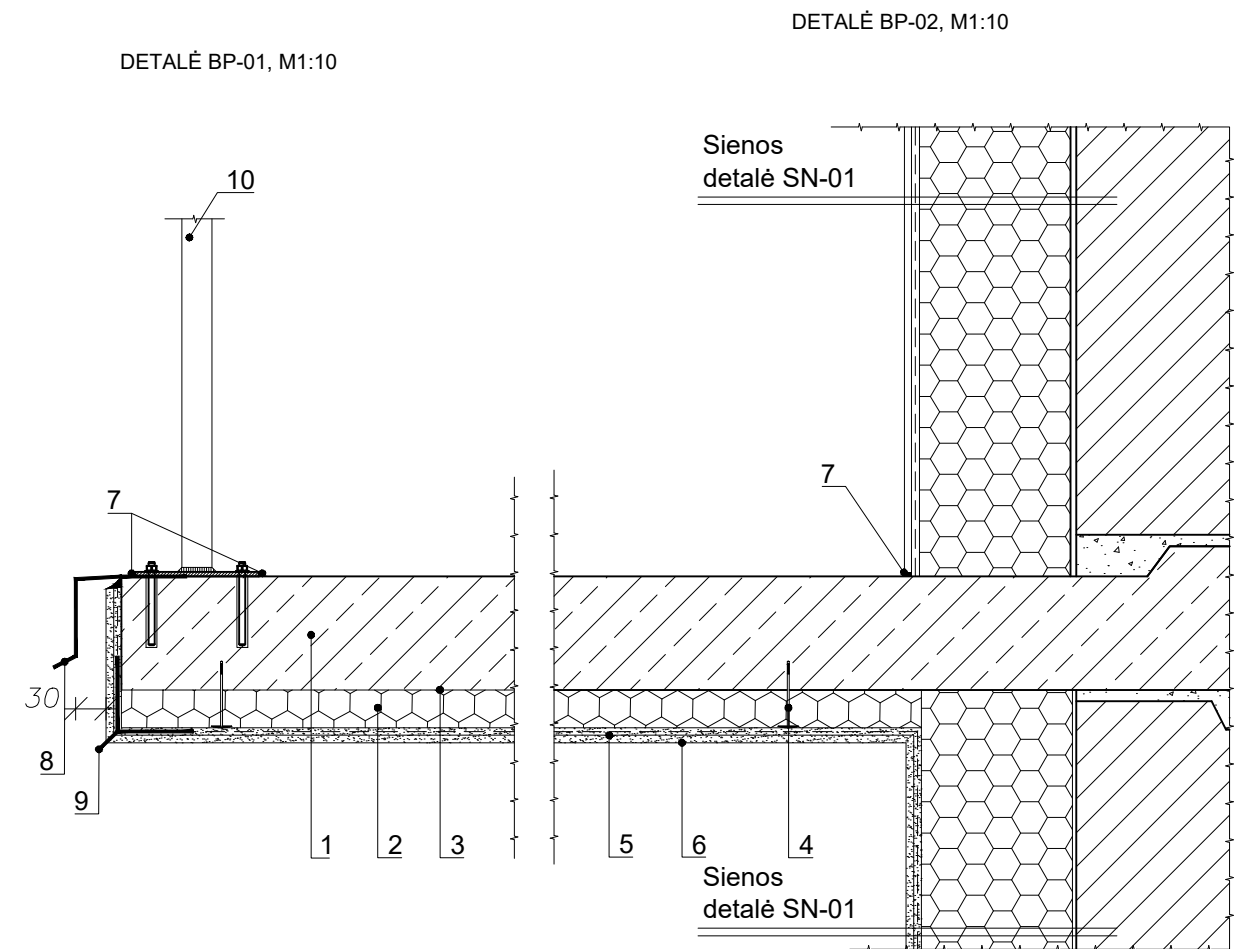 DETALĖ BP-02, M1:10
DETALĖ BP-01, M1:10
Sienos
detalė SN-01
10
7
7
30
8
9
1
2
3
5
6
4
Sienos
detalė SN-01